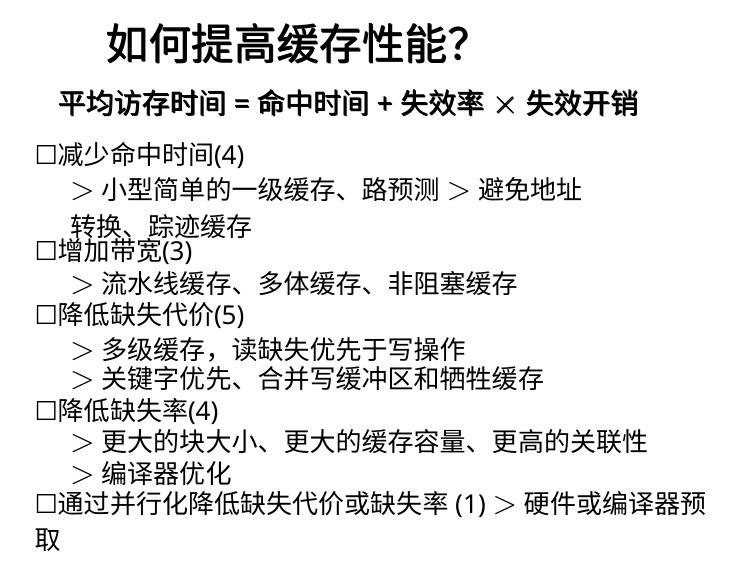 如何提高缓存性能?
平均访存时间 = 命中时间 + 失效率 × 失效开销
□减少命中时间(4)
> 小型简单的一级缓存、路预测 > 避免地址
转换、踪迹缓存
□增加带宽(3)
> 流水线缓存、多体缓存、非阻塞缓存
□降低缺失代价(5)
> 多级缓存，读缺失优先于写操作
> 关键字优先、合并写缓冲区和牺牲缓存
□降低缺失率(4)
> 更大的块大小、更大的缓存容量、更高的关联性
> 编译器优化
□通过并行化降低缺失代价或缺失率 (1) > 硬件或编译器预
取